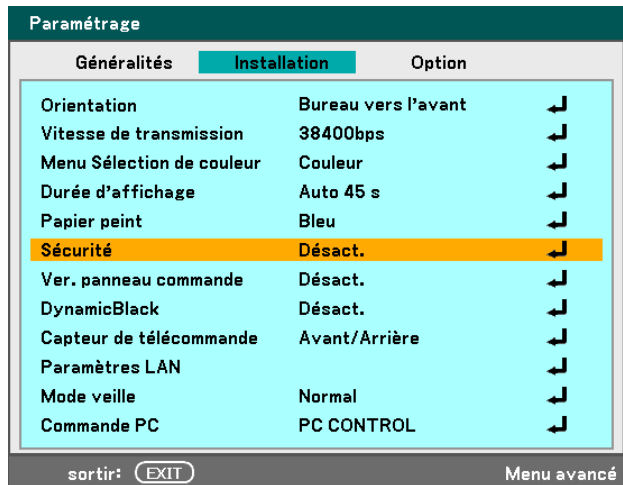 Paramétrage
Généralités Installation Option
Orientation Bureau vers l'avant
Vitesse de transmission 38400bps
Menu Sélection de couleur Couleur
Durée d'affichage Auto 45 s
Papier peint Bleu
Sécurité Désact.
Ver. panneau commande Désact.
DynamicBlack Désact.
Capteur de télécommande Avant/Arrière
Paramètres LAN
Mode veille Normal
Commande PC PC CONTROL
sortir: EXIT Menu avancé